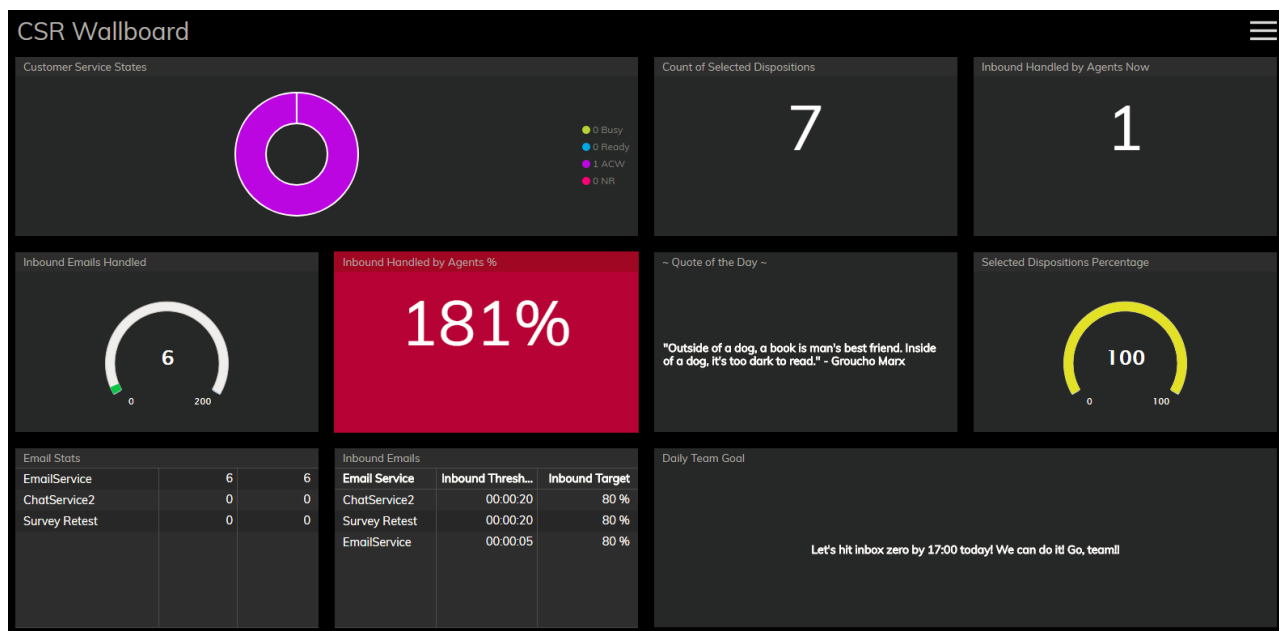 CSR Wallboard
Customer Service States
0 Busy
0 Ready
1 ACW
0 NR
Count of Selected Dispositions
7
Inbound Handled by Agents Now
1
Inbound Emails Handled
6
0 200
Inbound Handled by Agents %
181%
~ Quote of the Day ~
"Outside of a dog, a book is man's best friend. Inside
of a dog, it's too dark to read." - Groucho Marx
Selected Dispositions Percentage
100
0 100
Email Stats
EmailService 6 6
ChatService2 0 0
Survey Retest 0 0
Inbound Emails
Email Service Inbound Thresh... Inbound Target
ChatService2 00:00:20 80 %
Survey Retest 00:00:20 80 %
EmailService 00:00:05 80 %
Daily Team Goal
Let's hit inbox zero by 17:00 today! We can do it! Go, team!!